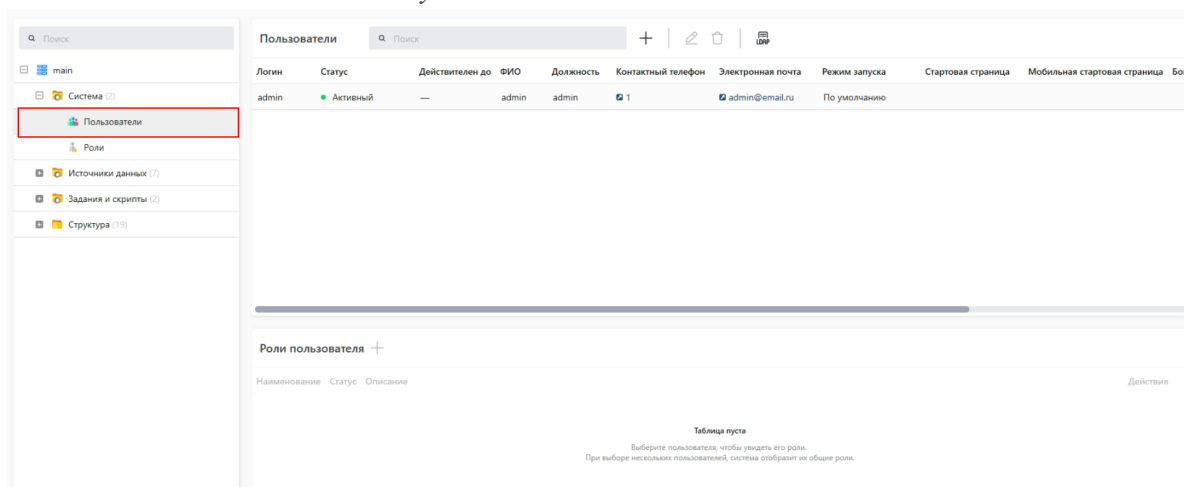 Поиск
main
Система (2)
Пользователи
Роли
Источники данных (7)
Задания и скрипты (2)
Структура (19)
Пользователи Поиск LDAP
Логин Статус Действителен до ФИО Должность Контактный телефон Электронная почта Режим запуска Стартовая страница Мобильная стартовая страница
admin Активный — admin admin 1 admin@email.ru По умолчанию
Роли пользователя
Наименование Статус Описание Действия
Таблица пуста
Выберите пользователя, чтобы увидеть его роли.
При выборе нескольких пользователей, система отобразит их общие роли.